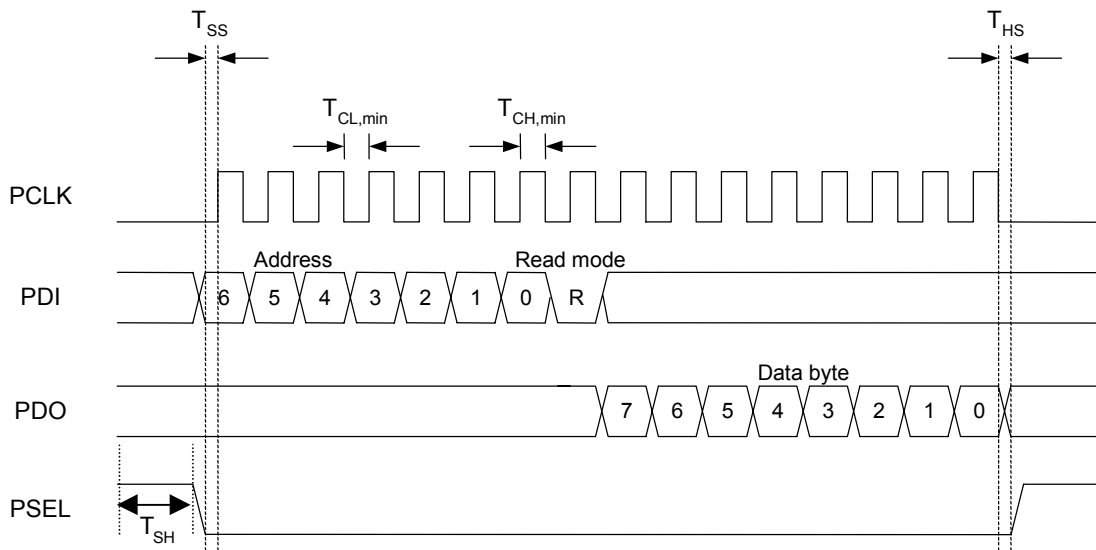 T_SS
T_HS
T_CL,min
T_CH,min
PCLK
Address
Read mode
PDI
6 5 4 3 2 1 0 R
Data byte
PDO
7 6 5 4 3 2 1 0
PSEL
T_SH